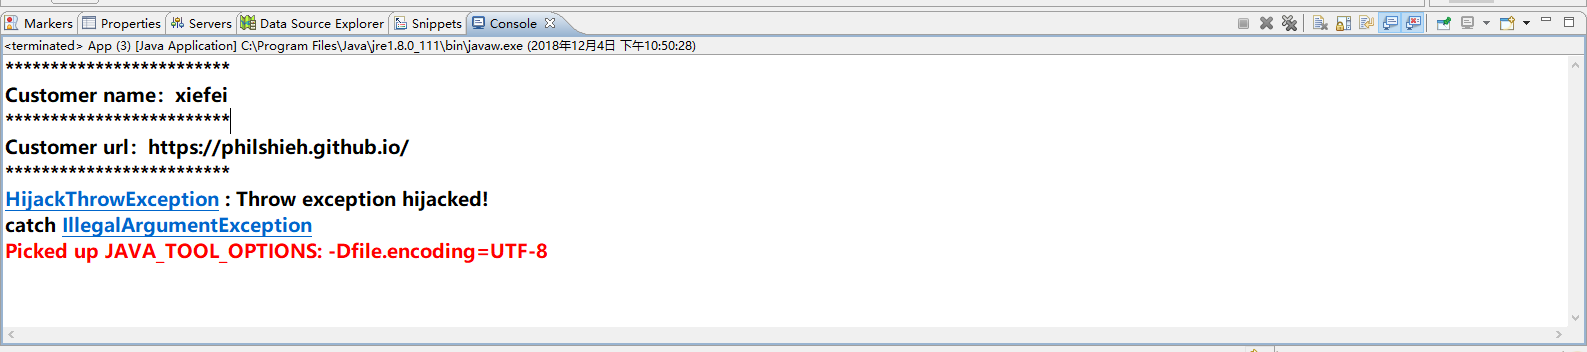 Markers Properties Servers Data Source Explorer Snippets Console
<terminated> App (3) [Java Application] C:\Program Files\Java\jre1.8.0_111\bin\javaw.exe (2018年12月4日 下午10:50:28)
*************************
Customer name：xiefei
*************************
Customer url：https://philshieh.github.io/
*************************
HijackThrowException : Throw exception hijacked!
catch IllegalArgumentException
Picked up JAVA_TOOL_OPTIONS: -Dfile.encoding=UTF-8